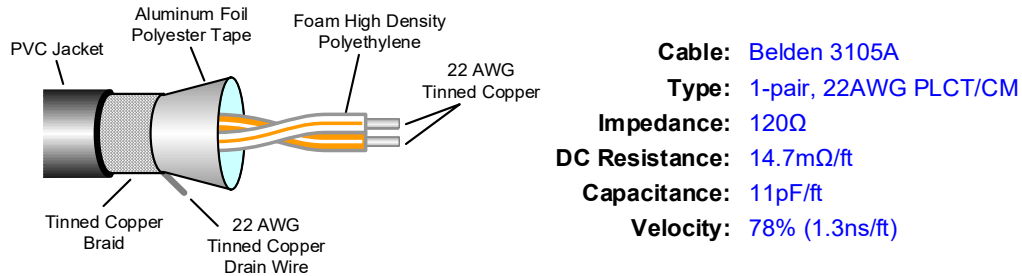 Aluminum Foil
Polyester Tape
PVC Jacket
Foam High Density
Polyethylene
22 AWG
Tinned Copper
Tinned Copper
Braid
22 AWG
Tinned Copper
Drain Wire
Cable: Belden 3105A
Type: 1-pair, 22AWG PLCT/CM
Impedance: 120Ω
DC Resistance: 14.7mΩ/ft
Capacitance: 11pF/ft
Velocity: 78% (1.3ns/ft)